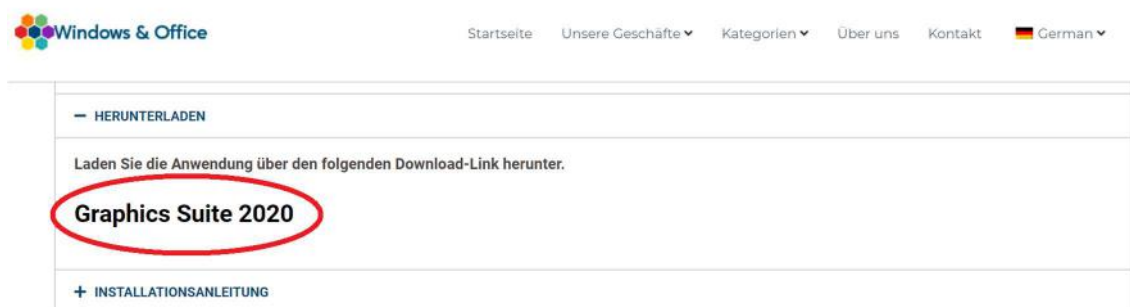 Windows & Office
Startseite Unsere Geschäfte Kategorien Über uns Kontakt German
− HERUNTERLADEN
Laden Sie die Anwendung über den folgenden Download-Link herunter.
Graphics Suite 2020
+ INSTALLATIONSANLEITUNG